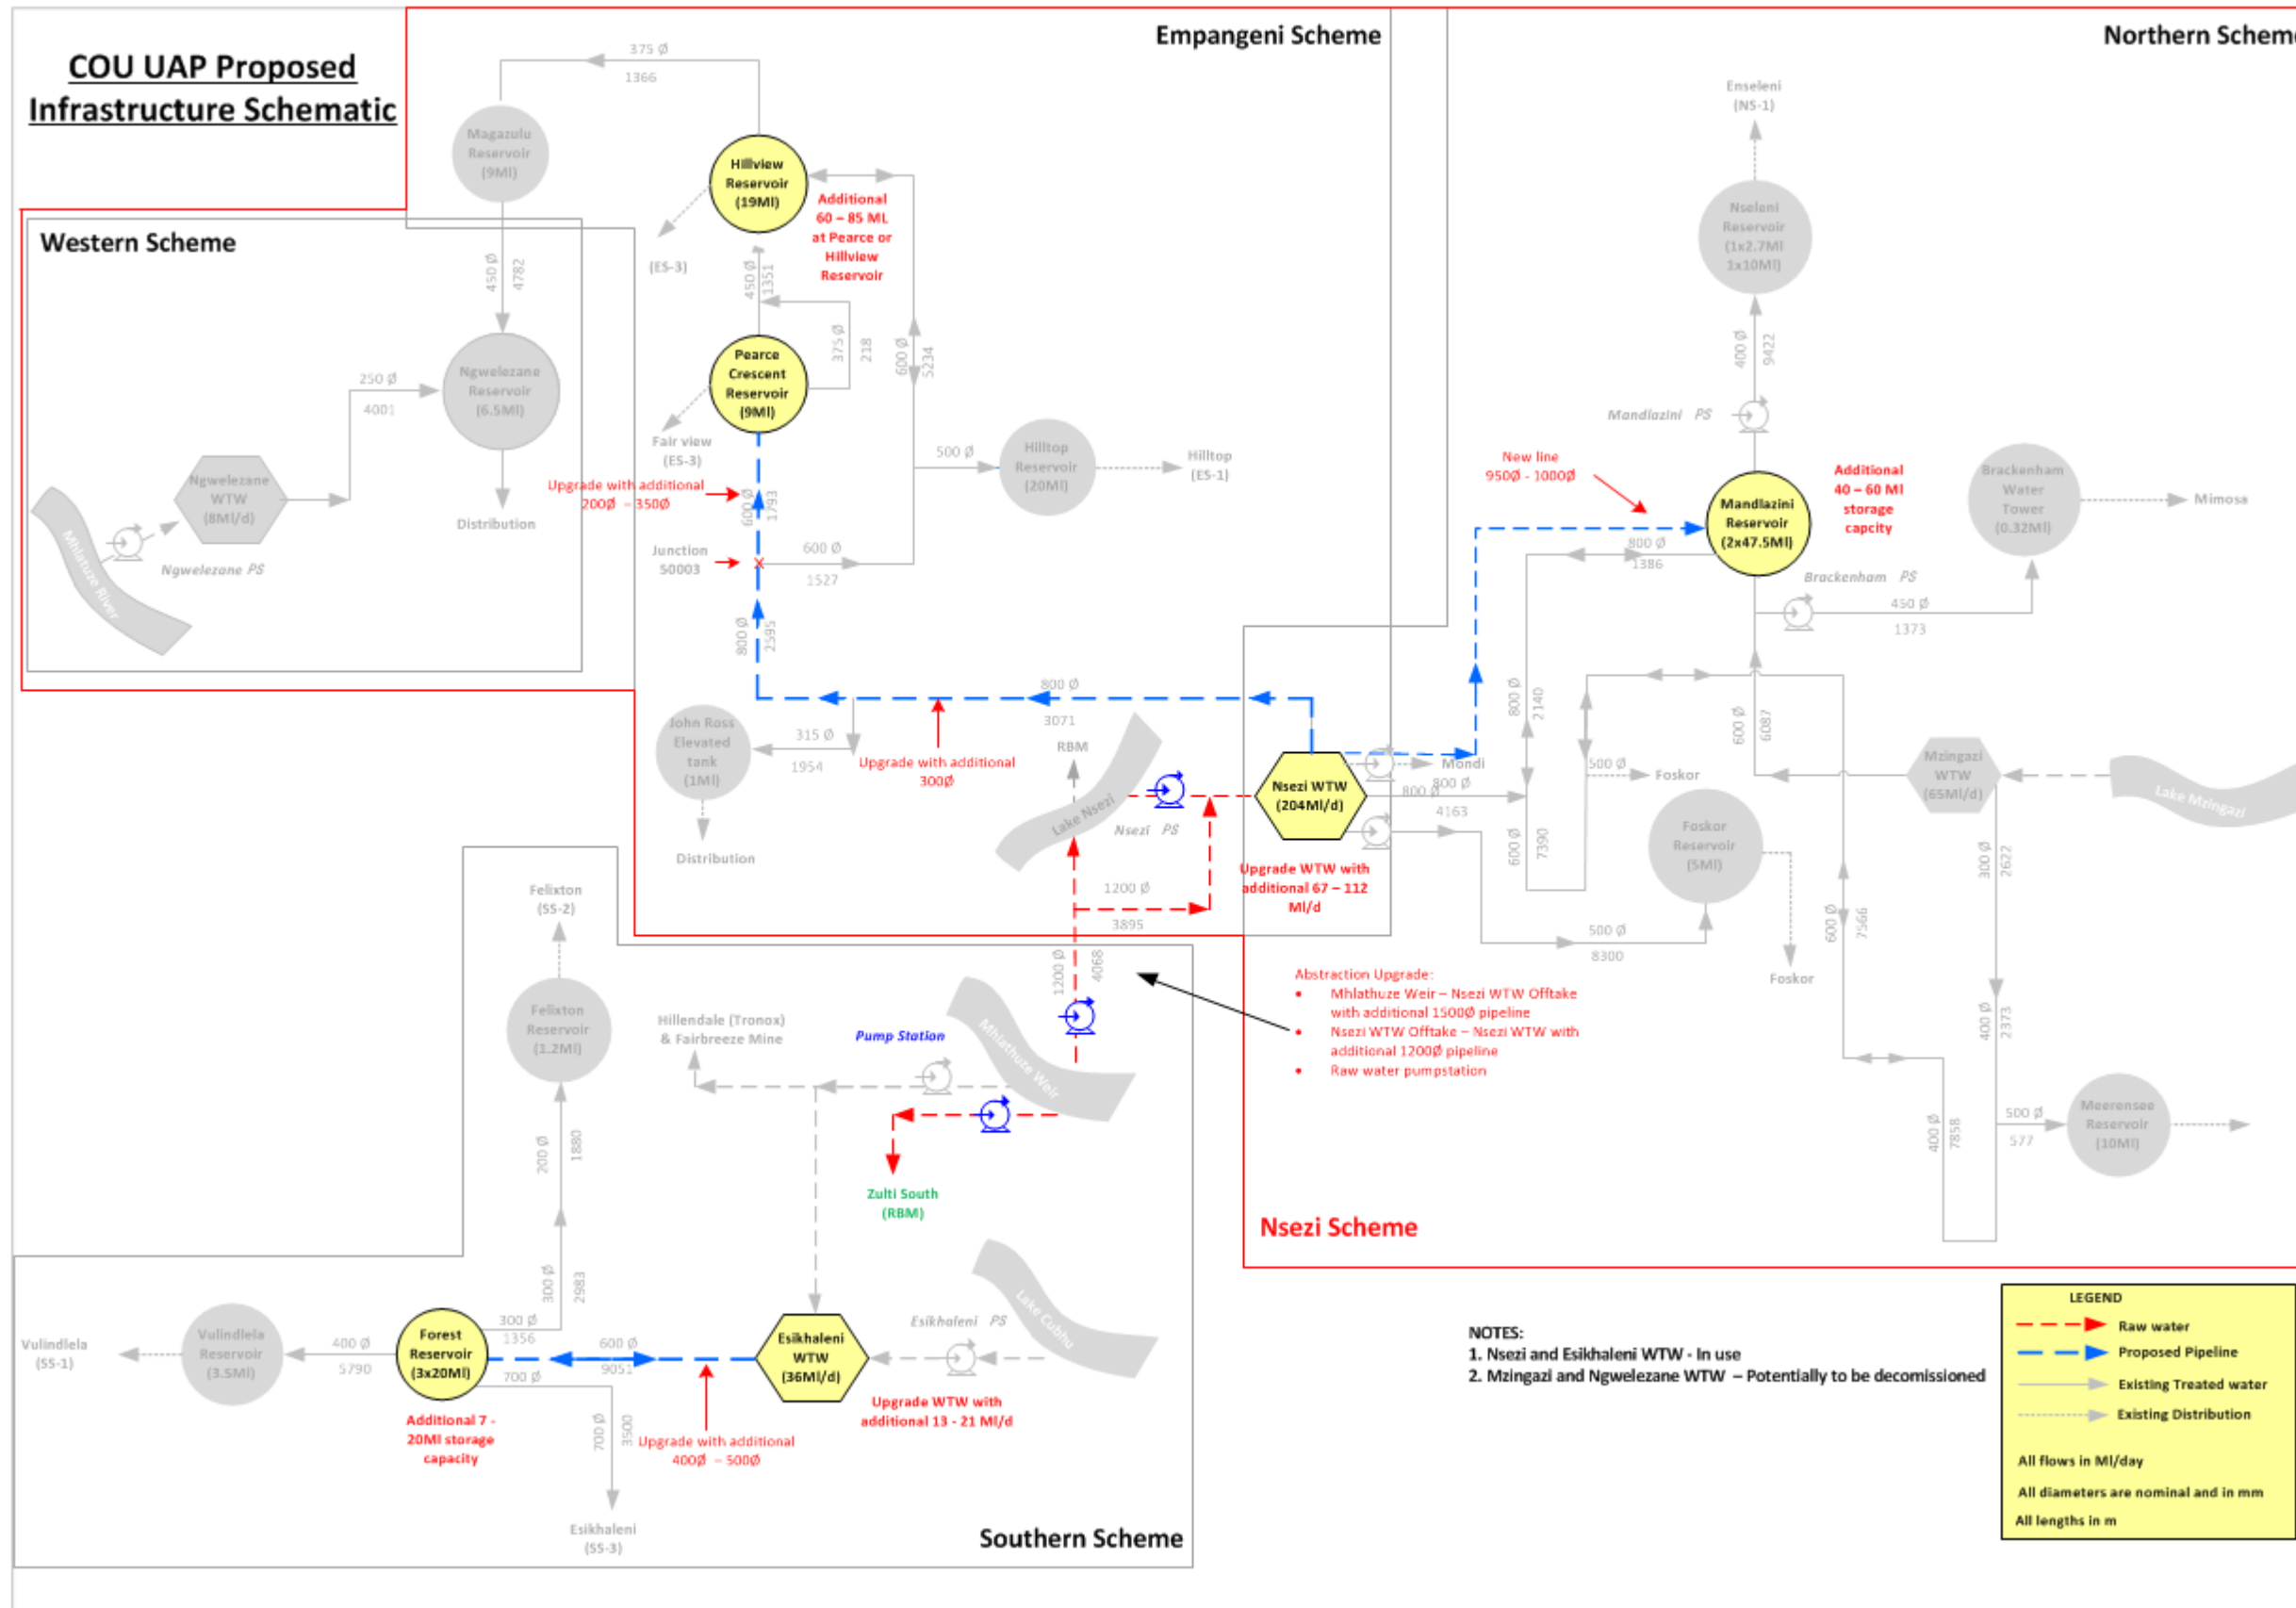 COU UAP Proposed
Infrastructure Schematic
Empangeni Scheme
Northern Scheme
Western Scheme
375 Ø
1366
Magazulu
Reservoir
(9Ml)
450 Ø
4782
Hillview
Reservoir
(19Ml)
Additional
60 – 85 ML
at Pearce or
Hillview
Reservoir
(ES-3)
450 Ø
1351
375 Ø
218
600 Ø
5234
Pearce
Crescent
Reservoir
(9Ml)
Fair view
(ES-3)
Ngwelezane
Reservoir
(6.5Ml)
250 Ø
4001
Ngwelezane
WTW
(8Ml/d)
Distribution
Mhlatuze River
Ngwelezane PS
Upgrade with additional
200Ø – 350Ø
600 Ø
1793
Junction
50003
600 Ø
1527
500 Ø
Hilltop
Reservoir
(20Ml)
Hilltop
(ES-1)
800 Ø
2595
800 Ø
3071
John Ross
Elevated
tank
(1Ml)
315 Ø
1954
Distribution
Upgrade with additional
300Ø
RBM
Lake Nsezi
Nsezi PS
Nsezi WTW
(204Ml/d)
Upgrade WTW with
additional 67 – 112
Ml/d
1200 Ø
3895
1200 Ø
4068
Enseleni
(NS-1)
Nseleni
Reservoir
(1x2.7Ml
1x10Ml)
400 Ø
9422
Mandlazini PS
New line
950Ø - 1000Ø
Mandlazini
Reservoir
(2x47.5Ml)
Additional
40 – 60 Ml
storage
capcity
Brackenham
Water
Tower
(0.32Ml)
Mimosa
800 Ø
1386
Brackenham PS
450 Ø
1373
800 Ø
2140
600 Ø
6087
Mondi
800 Ø
800 Ø
4163
500 Ø
Foskor
Mzingazi
WTW
(65Ml/d)
Lake Mzingazi
Foskor
Reservoir
(5Ml)
600 Ø
7390
500 Ø
8300
Foskor
300 Ø
2622
600 Ø
7566
400 Ø
2373
400 Ø
7858
500 Ø
577
Meerensee
Reservoir
(10Ml)
Abstraction Upgrade:
• Mhlathuze Weir – Nsezi WTW Offtake
with additional 1500Ø pipeline
• Nsezi WTW Offtake – Nsezi WTW with
additional 1200Ø pipeline
• Raw water pumpstation
Nsezi Scheme
Felixton
(SS-2)
Felixton
Reservoir
(1.2Ml)
200 Ø
1880
300 Ø
2983
Hillendale (Tronox)
& Fairbreeze Mine
Pump Station
Mhlathuze Weir
Zulti South
(RBM)
Lake Cubhu
Esikhaleni PS
Esikhaleni
WTW
(36Ml/d)
Upgrade WTW with
additional 13 - 21 Ml/d
600 Ø
9051
Upgrade with additional
400Ø – 500Ø
Forest
Reservoir
(3x20Ml)
Additional 7 -
20Ml storage
capacity
300 Ø
1356
700 Ø
700 Ø
3500
Esikhaleni
(SS-3)
400 Ø
5790
Vulindlela
Reservoir
(3.5Ml)
Vulindlela
(SS-1)
Southern Scheme
NOTES:
1. Nsezi and Esikhaleni WTW - In use
2. Mzingazi and Ngwelezane WTW – Potentially to be decomissioned
LEGEND
Raw water
Proposed Pipeline
Existing Treated water
Existing Distribution
All flows in Ml/day
All diameters are nominal and in mm
All lengths in m